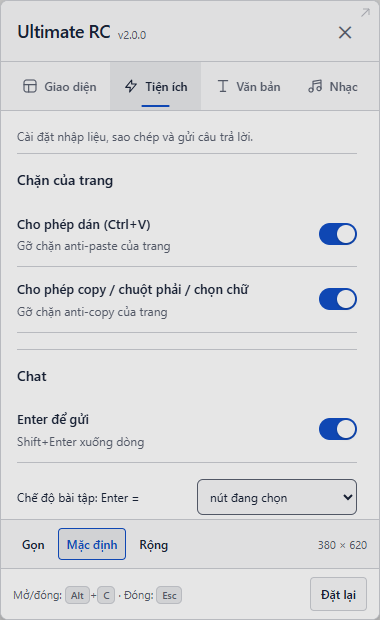 Ultimate RC v2.0.0
Giao diện Tiện ích Văn bản Nhạc
Cài đặt nhập liệu, sao chép và gửi câu trả lời.
Chặn của trang
Cho phép dán (Ctrl+V)
Gỡ chặn anti-paste của trang
Cho phép copy / chuột phải / chọn chữ
Gỡ chặn anti-copy của trang
Chat
Enter để gửi
Shift+Enter xuống dòng
Chế độ bài tập: Enter = nút đang chọn
Gọn Mặc định Rộng 380 × 620
Mở/đóng: Alt + C · Đóng: Esc Đặt lại